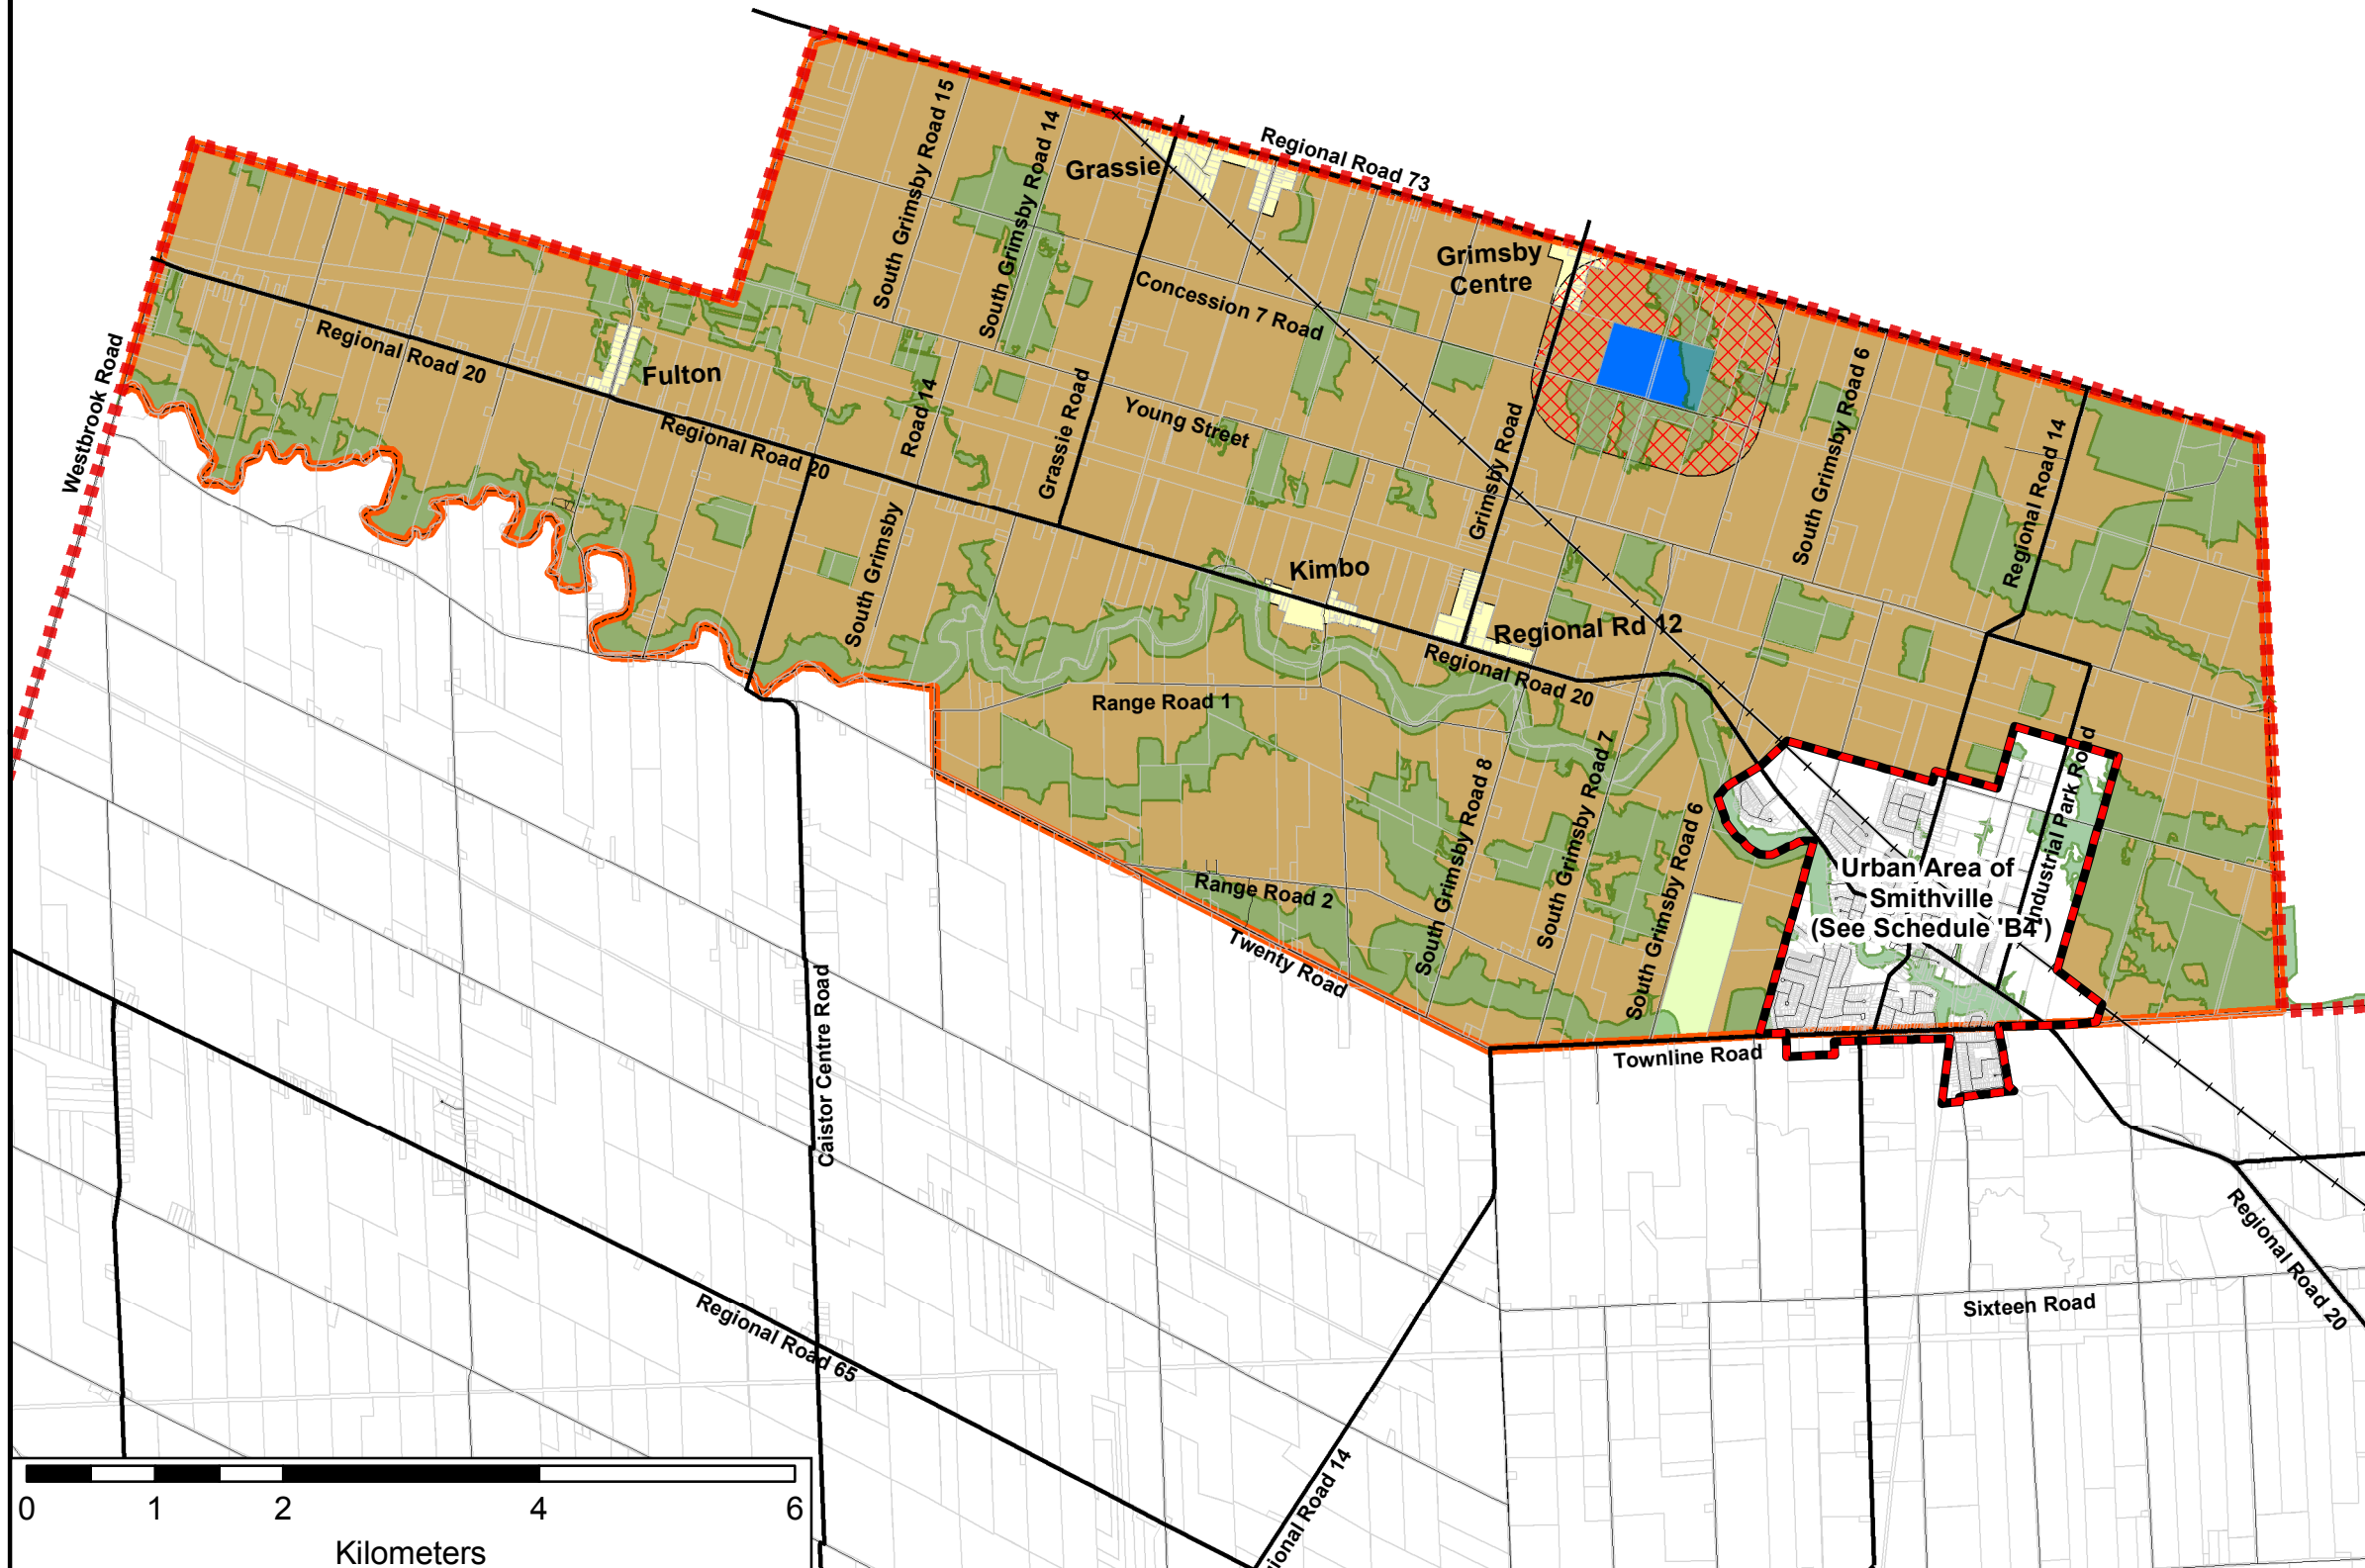 South Grimsby Road 15
South Grimsby Road 14
Grassie
Regional Road 73
Grimsby
Centre
Concession 7 Road
Westbrook Road
Regional Road 20
Fulton
Regional Road 20
Road 14
Grassie Road
Young Street
Grimsby Road
South Grimsby Road 6
Regional Road 14
South Grimsby
Kimbo
Regional Rd 12
Regional Road 20
Range Road 1
South Grimsby Road 8
South Grimsby Road 7
South Grimsby Road 6
Industrial Park Road
Urban Area of
Smithville
(See Schedule 'B4')
Range Road 2
Twenty Road
Caistor Centre Road
Townline Road
Regional Road 20
Sixteen Road
Regional Road 65
ional Road 14
0 1 2 4 6
Kilometers